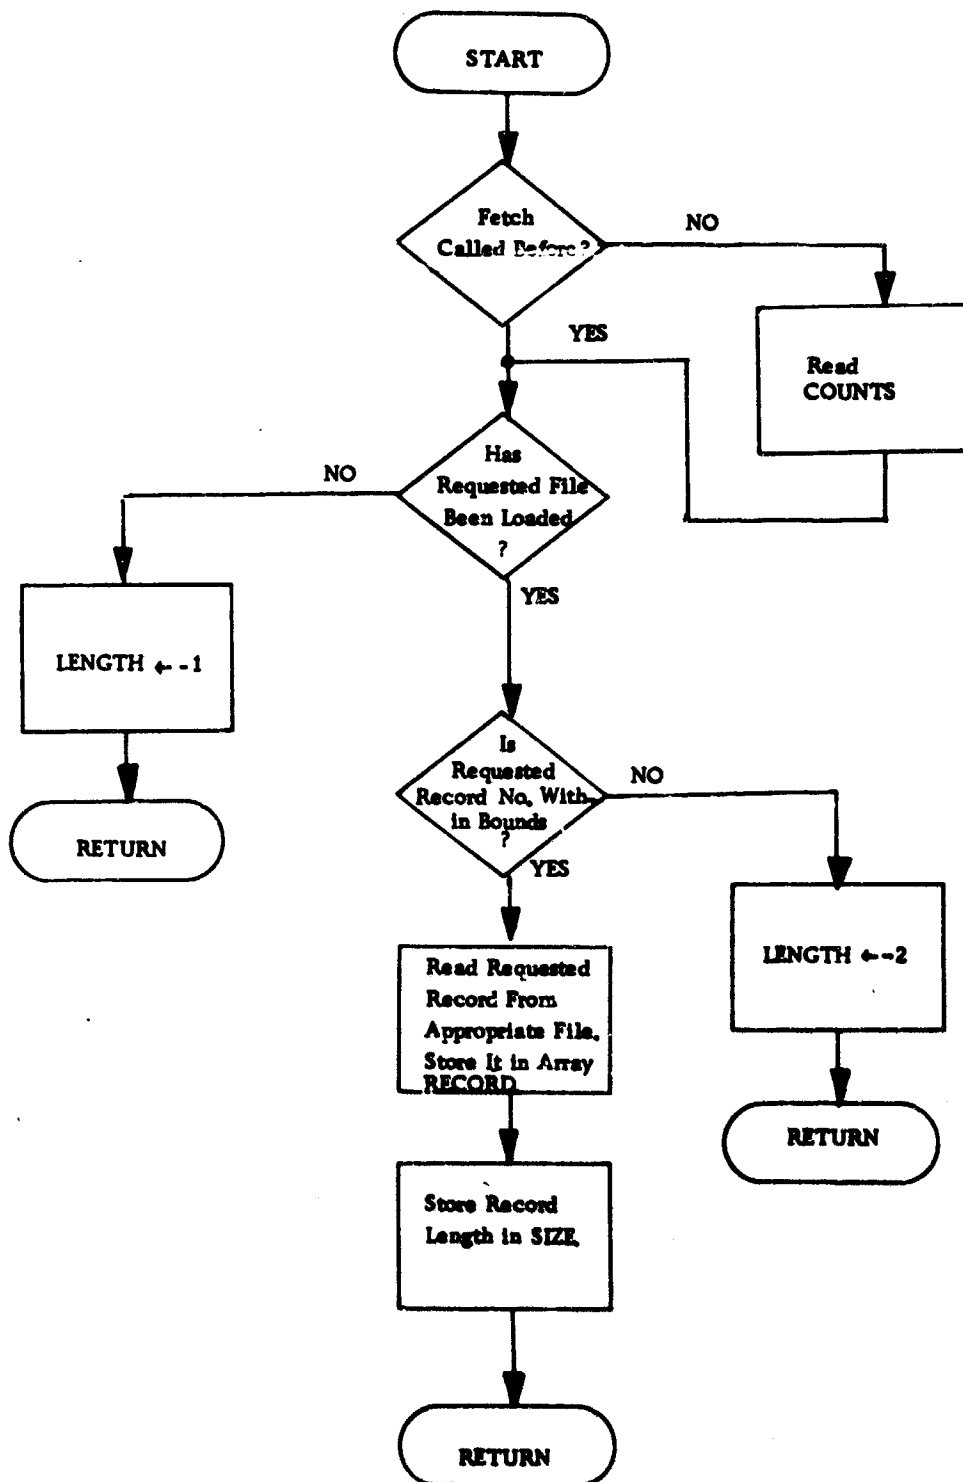 START
Fetch
Called Before?
NO
YES
Read
COUNTS
Has
Requested File
Been Loaded
?
NO
YES
LENGTH ← -1
RETURN
Is
Requested
Record No. With-
in Bounds
?
NO
YES
LENGTH ← -2
RETURN
Read Requested
Record From
Appropriate File.
Store It in Array
RECORD
Store Record
Length in SIZE.
RETURN